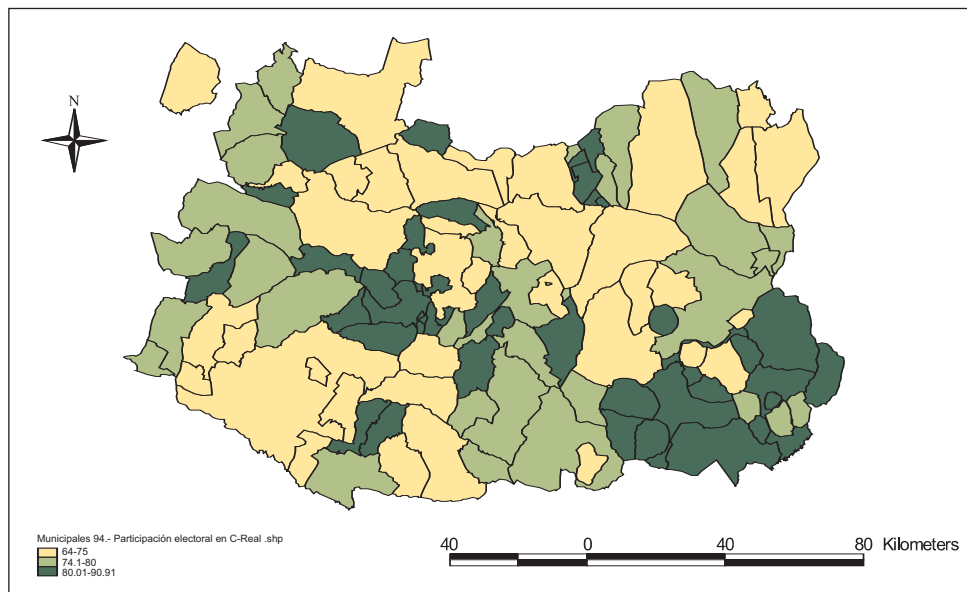 N
Municipales 94.- Participación electoral en C-Real .shp
64-75
74.1-80
80.01-90.91
40 0 40 80 Kilometers